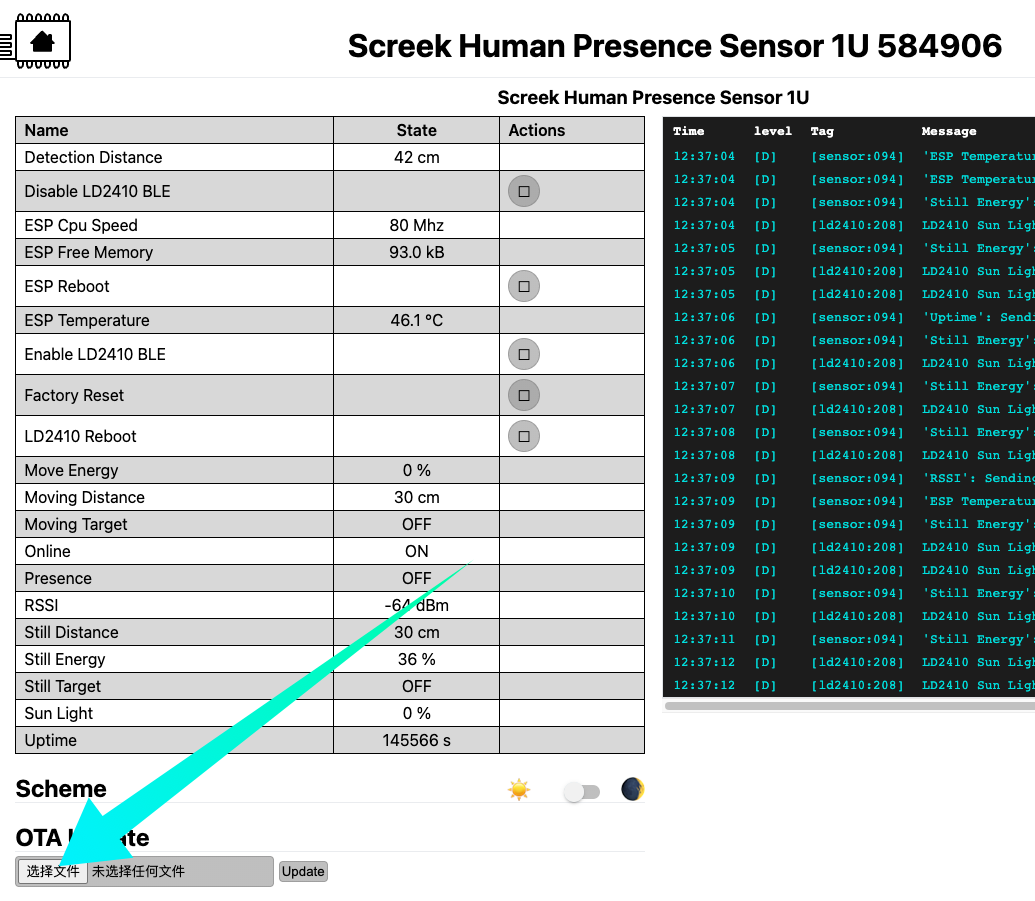 Screek Human Presence Sensor 1U 584906
Screek Human Presence Sensor 1U
Name State Actions
Detection Distance 42 cm
Disable LD2410 BLE
ESP Cpu Speed 80 Mhz
ESP Free Memory 93.0 kB
ESP Reboot
ESP Temperature 46.1 °C
Enable LD2410 BLE
Factory Reset
LD2410 Reboot
Move Energy 0 %
Moving Distance 30 cm
Moving Target OFF
Online ON
Presence OFF
RSSI -64 dBm
Still Distance 30 cm
Still Energy 36 %
Still Target OFF
Sun Light 0 %
Uptime 145566 s
Time level Tag Message
12:37:04 [D] [sensor:094] 'ESP Temperatur
12:37:04 [D] [sensor:094] 'ESP Temperatur
12:37:04 [D] [sensor:094] 'Still Energy':
12:37:04 [D] [ld2410:208] LD2410 Sun Ligh
12:37:05 [D] [sensor:094] 'Still Energy':
12:37:05 [D] [ld2410:208] LD2410 Sun Ligh
12:37:05 [D] [ld2410:208] LD2410 Sun Ligh
12:37:06 [D] [sensor:094] 'Uptime': Sendi
12:37:06 [D] [sensor:094] 'Still Energy':
12:37:06 [D] [ld2410:208] LD2410 Sun Ligh
12:37:07 [D] [sensor:094] 'Still Energy':
12:37:07 [D] [ld2410:208] LD2410 Sun Ligh
12:37:08 [D] [sensor:094] 'Still Energy':
12:37:08 [D] [ld2410:208] LD2410 Sun Ligh
12:37:09 [D] [sensor:094] 'RSSI': Sending
12:37:09 [D] [sensor:094] 'ESP Temperatur
12:37:09 [D] [sensor:094] 'Still Energy':
12:37:09 [D] [ld2410:208] LD2410 Sun Ligh
12:37:09 [D] [ld2410:208] LD2410 Sun Ligh
12:37:10 [D] [sensor:094] 'Still Energy':
12:37:10 [D] [ld2410:208] LD2410 Sun Ligh
12:37:11 [D] [sensor:094] 'Still Energy':
12:37:12 [D] [ld2410:208] LD2410 Sun Ligh
12:37:12 [D] [ld2410:208] LD2410 Sun Ligh
Scheme
OTA Update
选择文件 未选择任何文件 Update